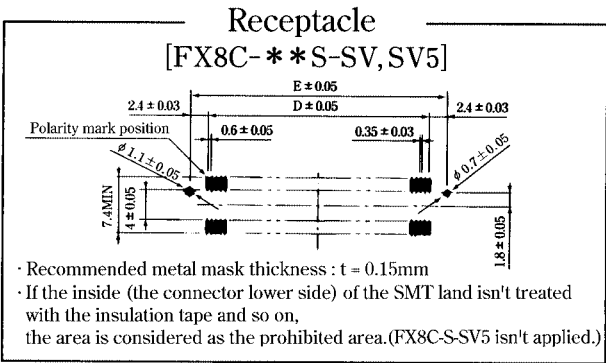 Receptacle
[FX8C-**S-SV, SV5]
E±0.05
2.4±0.03
D±0.05
2.4±0.03
Polarity mark position
0.6±0.05
0.35±0.03
φ1.1±0.05
φ0.7±0.05
7.4MIN
4±0.05
1.8±0.05
· Recommended metal mask thickness : t = 0.15mm
· If the inside (the connector lower side) of the SMT land isn't treated
with the insulation tape and so on,
the area is considered as the prohibited area.(FX8C-S-SV5 isn't applied.)